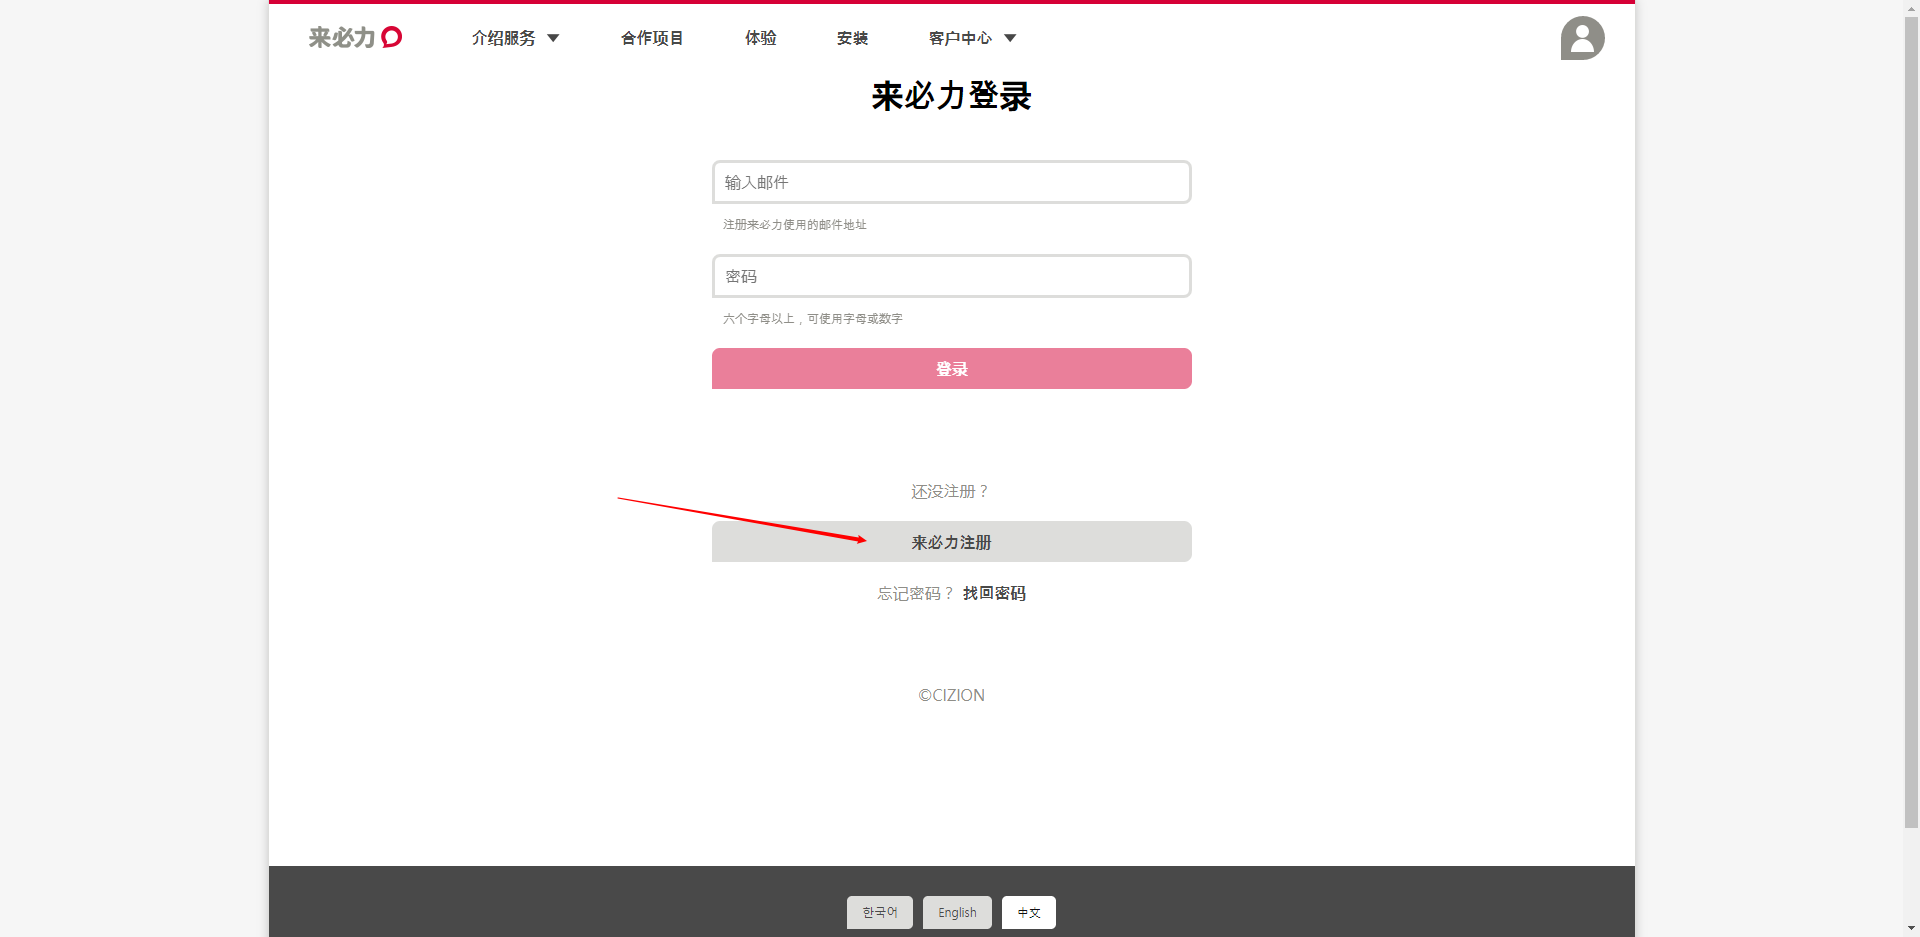 来必力 介绍服务 合作项目 体验 安装 客户中心
来必力登录
输入邮件
注册来必力使用的邮件地址
密码
六个字母以上，可使用字母或数字
登录
还没注册？
来必力注册
忘记密码？ 找回密码
©CIZION
한국어 English 中文